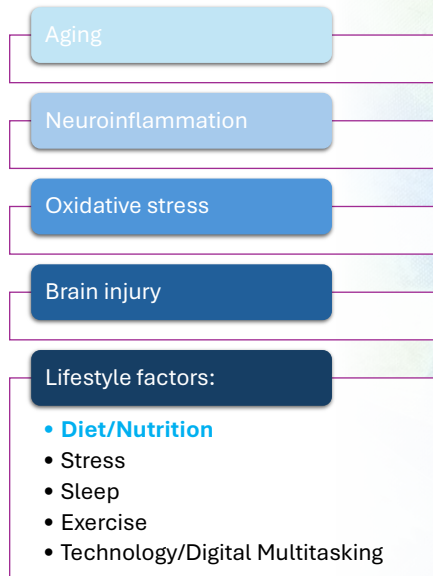 Aging
Neuroinflammation
Oxidative stress
Brain injury
Lifestyle factors:
• Diet/Nutrition
• Stress
• Sleep
• Exercise
• Technology/Digital Multitasking